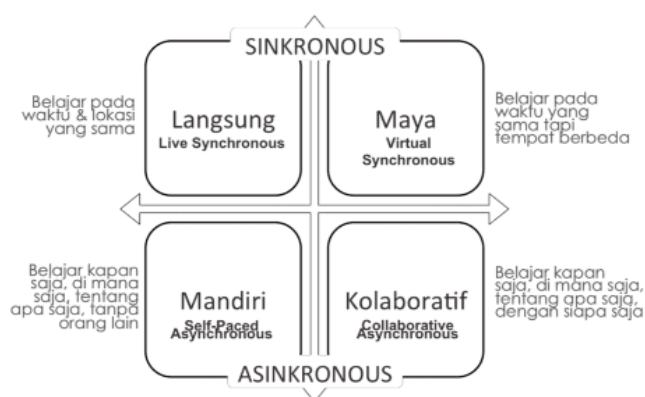 SINKRONOUS
Belajar pada
waktu & lokasi
yang sama
Langsung
Live Synchronous
Maya
Virtual
Synchronous
Belajar pada
waktu yang
sama tapi
tempat berbeda
Belajar kapan
saja, di mana
saja, tentang
apa saja, tanpa
orang lain
Mandiri
Self-Paced
Asynchronous
Kolaboratif
Collaborative
Asynchronous
Belajar kapan
saja, di mana saja,
tentang apa saja,
dengan siapa saja
ASINKRONOUS